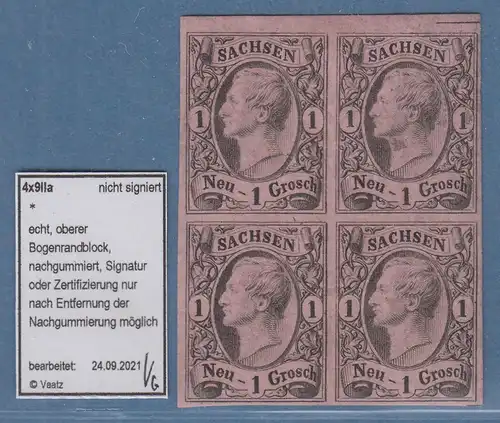 4x9IIa nicht signiert
*
echt, oberer
Bogenrandblock,
nachgummiert, Signatur
oder Zertifizierung nur
nach Entfernung der
Nachgummierung möglich
bearbeitet: 24.09.2021
© Vaatz
SACHSEN SACHSEN
1 1 1 1
Neu - 1 Grosch Neu - 1 Grosch
SACHSEN SACHSEN
1 1 1 1
Neu - 1 Grosch Neu - 1 Grosch